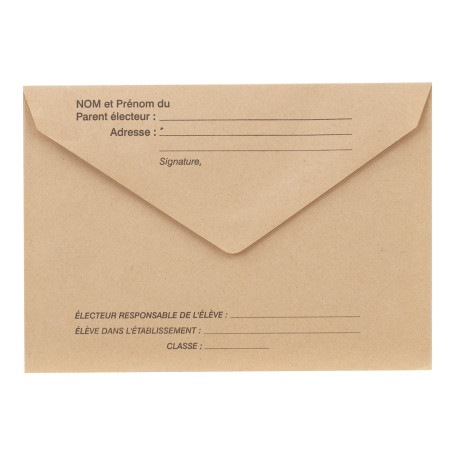 NOM et Prénom du
Parent électeur :
Adresse :
Signature,
ÉLECTEUR RESPONSABLE DE L'ÉLÈVE :
ÉLÈVE DANS L'ÉTABLISSEMENT :
CLASSE :